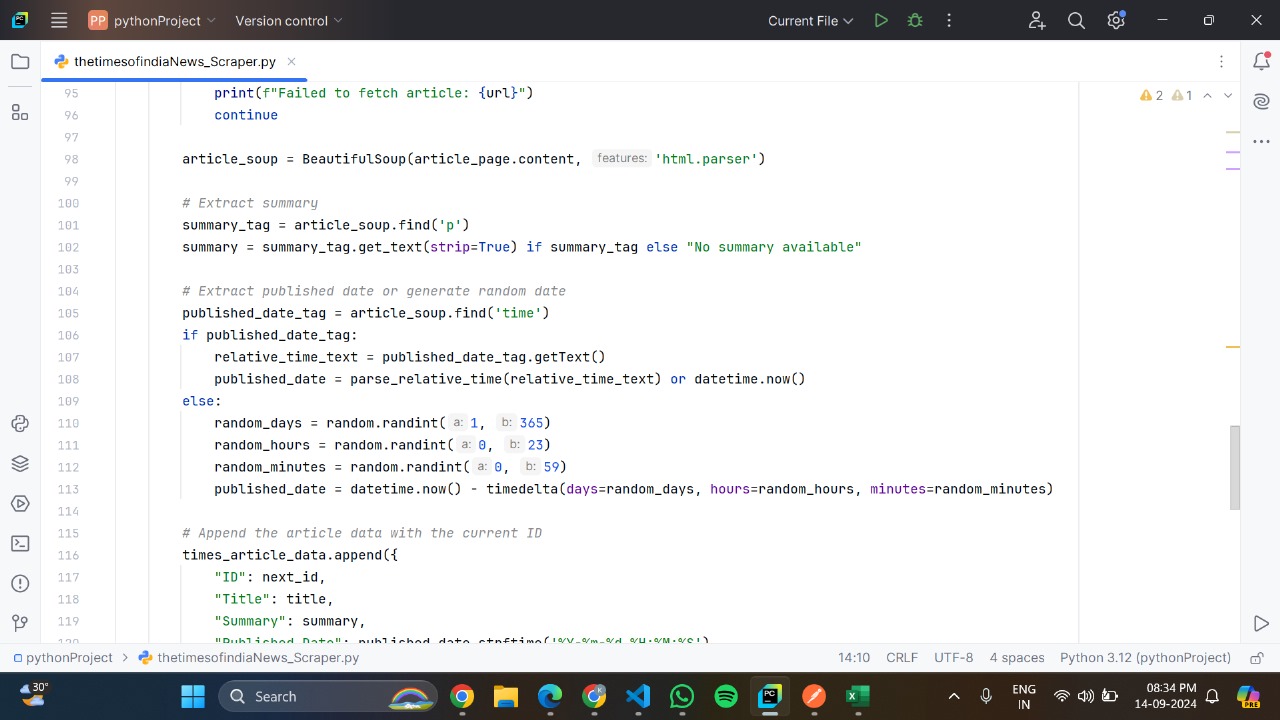 PP pythonProject Version control Current File
thetimesofindiaNews_Scraper.py
95 print(f"Failed to fetch article: {url}")
2 1
96 continue
97
98 article_soup = BeautifulSoup(article_page.content, features: 'html.parser')
99
100 # Extract summary
101 summary_tag = article_soup.find('p')
102 summary = summary_tag.get_text(strip=True) if summary_tag else "No summary available"
103
104 # Extract published date or generate random date
105 published_date_tag = article_soup.find('time')
106 if published_date_tag:
107 relative_time_text = published_date_tag.getText()
108 published_date = parse_relative_time(relative_time_text) or datetime.now()
109 else:
110 random_days = random.randint( a: 1, b: 365)
111 random_hours = random.randint( a: 0, b: 23)
112 random_minutes = random.randint( a: 0, b: 59)
113 published_date = datetime.now() - timedelta(days=random_days, hours=random_hours, minutes=random_minutes)
114
115 # Append the article data with the current ID
116 times_article_data.append({
117 "ID": next_id,
118 "Title": title,
119 "Summary": summary,
120 "Published Date": published_date.strftime('%Y-%m-%d %H:%M:%S')
pythonProject > thetimesofindiaNews_Scraper.py 14:10 CRLF UTF-8 4 spaces Python 3.12 (pythonProject)
30° Search PC ENG 08:34 PM
IN 14-09-2024 PRE